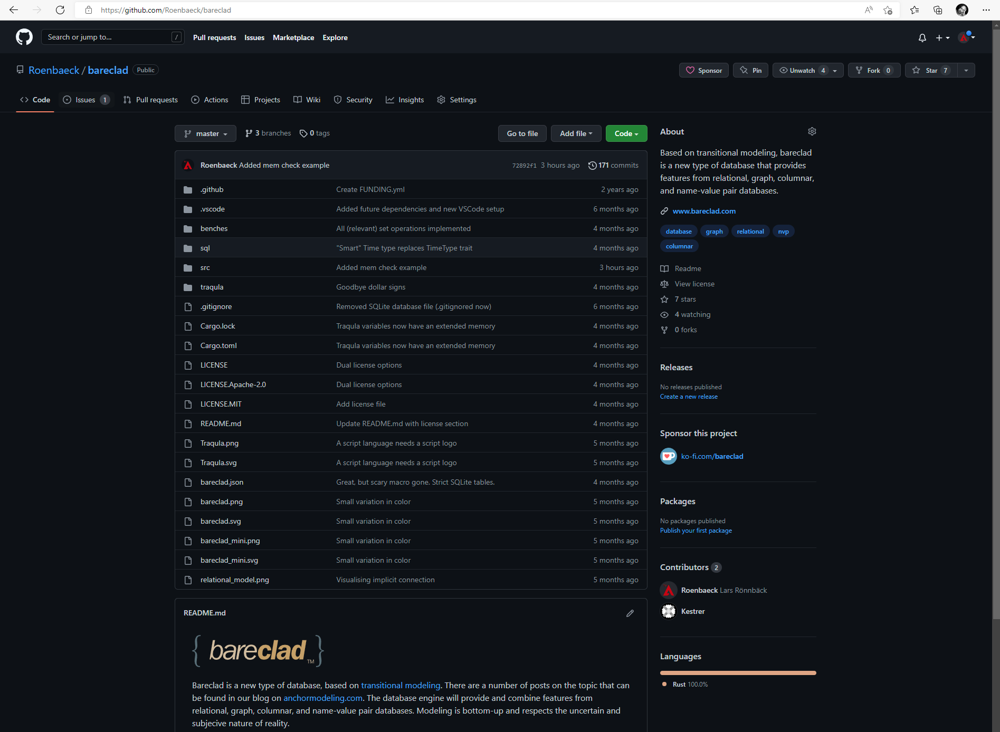 https://github.com/Roenbaeck/bareclad
Search or jump to... /
Pull requests Issues Marketplace Explore
Roenbaeck / bareclad Public
Sponsor Pin Unwatch 4 Fork 0 Star 7
Code Issues 1 Pull requests Actions Projects Wiki Security Insights Settings
master 3 branches 0 tags Go to file Add file Code
Roenbaeck Added mem check example 72892f1 3 hours ago 171 commits
.github Create FUNDING.yml 2 years ago
.vscode Added future dependencies and new VSCode setup 6 months ago
benches All (relevant) set operations implemented 4 months ago
sql "Smart" Time type replaces TimeType trait 4 months ago
src Added mem check example 3 hours ago
traqula Goodbye dollar signs 4 months ago
.gitignore Removed SQLite database file (.gitignored now) 6 months ago
Cargo.lock Traqula variables now have an extended memory 4 months ago
Cargo.toml Traqula variables now have an extended memory 4 months ago
LICENSE Dual license options 4 months ago
LICENSE.Apache-2.0 Dual license options 4 months ago
LICENSE.MIT Add license file 4 months ago
README.md Update README.md with license section 4 months ago
Traqula.png A script language needs a script logo 5 months ago
Traqula.svg A script language needs a script logo 5 months ago
bareclad.json Great, but scary macro gone. Strict SQLite tables. 4 months ago
bareclad.png Small variation in color 5 months ago
bareclad.svg Small variation in color 5 months ago
bareclad_mini.png Small variation in color 5 months ago
bareclad_mini.svg Small variation in color 5 months ago
relational_model.png Visualising implicit connection 5 months ago
README.md
{ bareclad TM }
Bareclad is a new type of database, based on transitional modeling. There are a number of posts on the topic that can
be found in our blog on anchormodeling.com. The database engine will provide and combine features from
relational, graph, columnar, and name-value pair databases. Modeling is bottom-up and respects the uncertain and
subjecive nature of reality.
About
Based on transitional modeling, bareclad
is a new type of database that provides
features from relational, graph, columnar,
and name-value pair databases.
www.bareclad.com
database graph relational nvp
columnar
Readme
View license
7 stars
4 watching
0 forks
Releases
No releases published
Create a new release
Sponsor this project
ko-fi.com/bareclad
Packages
No packages published
Publish your first package
Contributors 2
Roenbaeck Lars Rönnbäck
Kestrer
Languages
Rust 100.0%